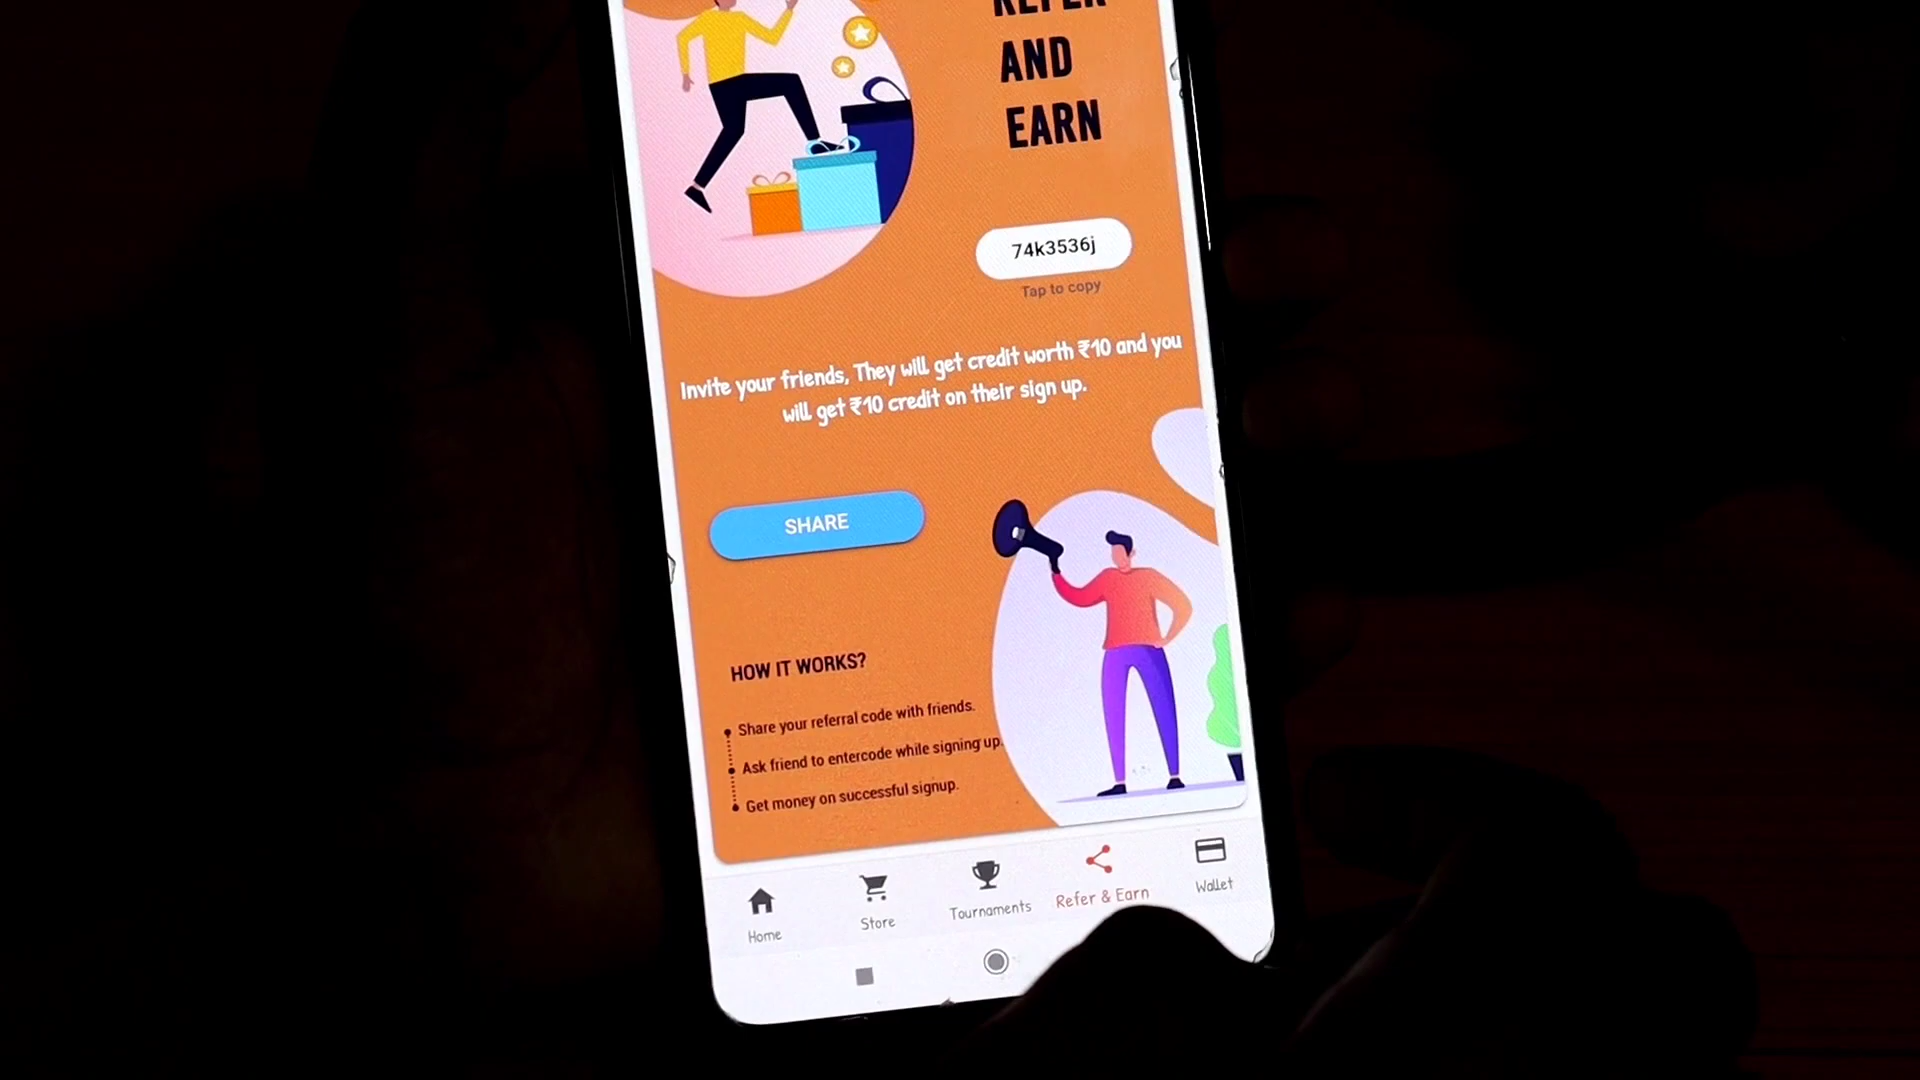 REFER
AND
EARN
74k3536j
Tap to copy
Invite your friends, They will get credit worth ₹10 and you
will get ₹10 credit on their sign up.
SHARE
HOW IT WORKS?
Share your referral code with friends.
Ask friend to entercode while signing up.
Get money on successful signup.
Home
Store
Tournaments
Refer & Earn
Wallet